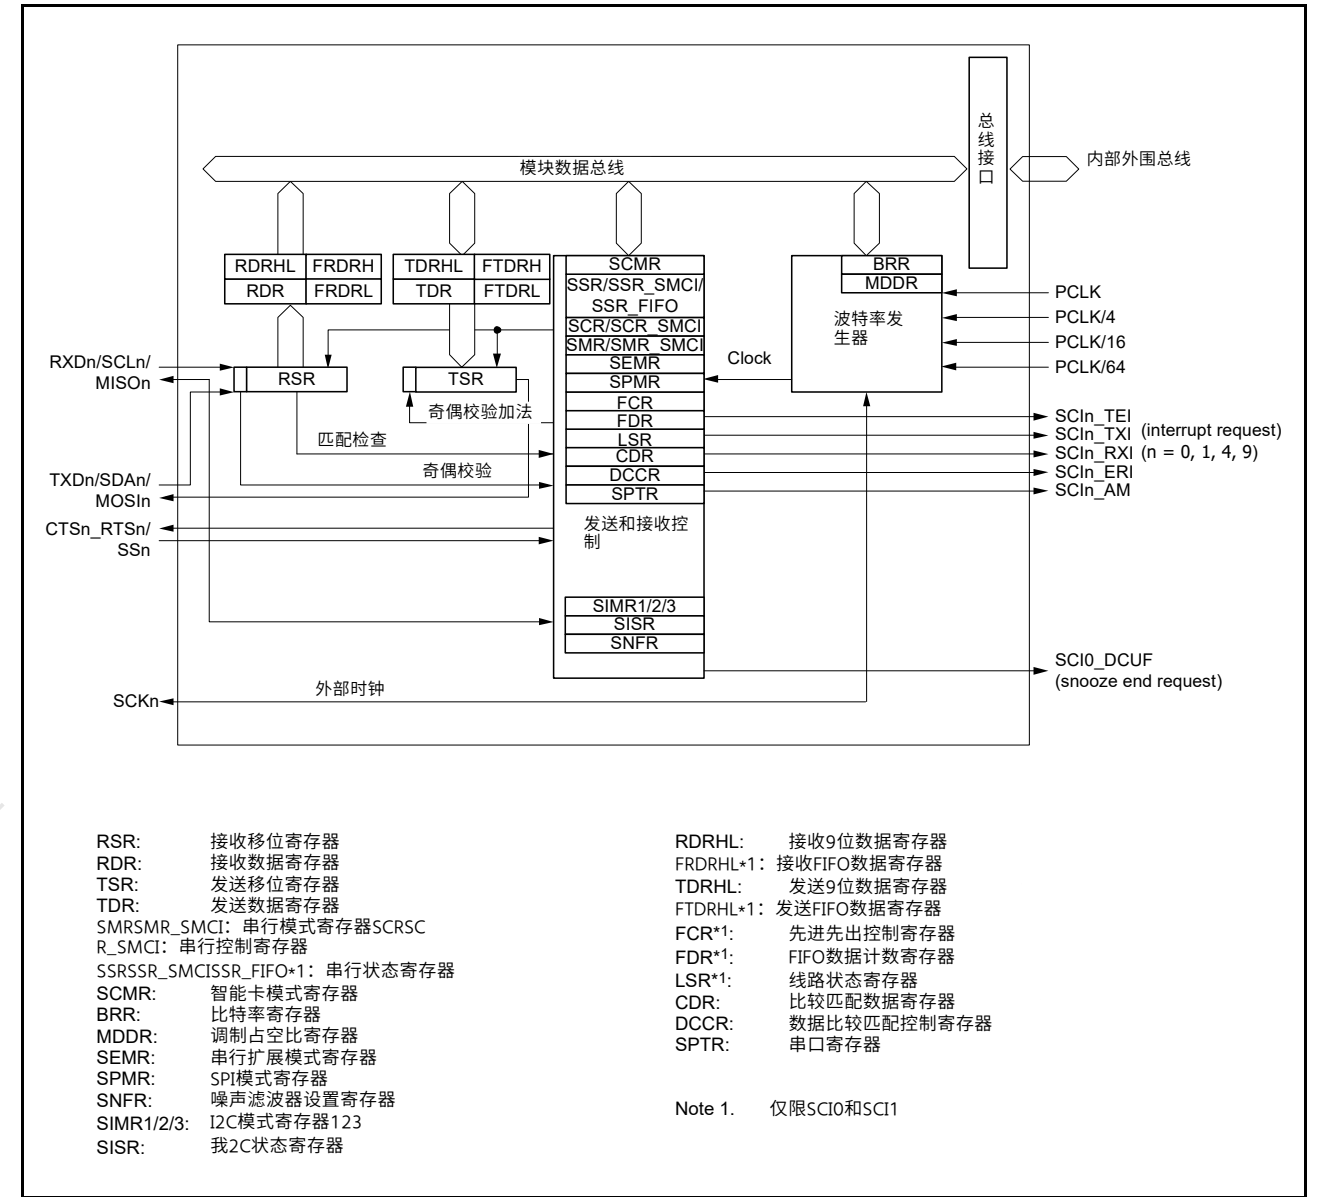 总线接口
内部外围总线
模块数据总线
RDRHL FRDRH
RDR FRDRL
TDRHL FTDRH
TDR FTDRL
SCMR
SSR/SSR_SMCI/
SSR_FIFO
SCR/SCR_SMCI
SMR/SMR_SMCI
SEMR
SPMR
FCR
FDR
LSR
CDR
DCCR
SPTR
发送和接收控
制
SIMR1/2/3
SISR
SNFR
BRR
MDDR
波特率发
生器
Clock
PCLK
PCLK/4
PCLK/16
PCLK/64
RXDn/SCLn/
MISOn
RSR
TSR
奇偶校验加法
匹配检查
奇偶校验
TXDn/SDAn/
MOSIn
CTSn_RTSn/
SSn
SCIn_TEI
SCIn_TXI (interrupt request)
SCIn_RXI (n = 0, 1, 4, 9)
SCIn_ERI
SCIn_AM
SCI0_DCUF
(snooze end request)
外部时钟
SCKn
RSR: 接收移位寄存器
RDR: 接收数据寄存器
TSR: 发送移位寄存器
TDR: 发送数据寄存器
SMRSMR_SMCI：串行模式寄存器SCRSC
R_SMCI：串行控制寄存器
SSRSSR_SMCISSR_FIFO*1：串行状态寄存器
SCMR: 智能卡模式寄存器
BRR: 比特率寄存器
MDDR: 调制占空比寄存器
SEMR: 串行扩展模式寄存器
SPMR: SPI模式寄存器
SNFR: 噪声滤波器设置寄存器
SIMR1/2/3: I2C模式寄存器123
SISR: 我2C状态寄存器
RDRHL: 接收9位数据寄存器
FRDRHL*1：接收FIFO数据寄存器
TDRHL: 发送9位数据寄存器
FTDRHL*1：发送FIFO数据寄存器
FCR*1: 先进先出控制寄存器
FDR*1: FIFO数据计数寄存器
LSR*1: 线路状态寄存器
CDR: 比较匹配数据寄存器
DCCR: 数据比较匹配控制寄存器
SPTR: 串口寄存器
Note 1. 仅限SCI0和SCI1